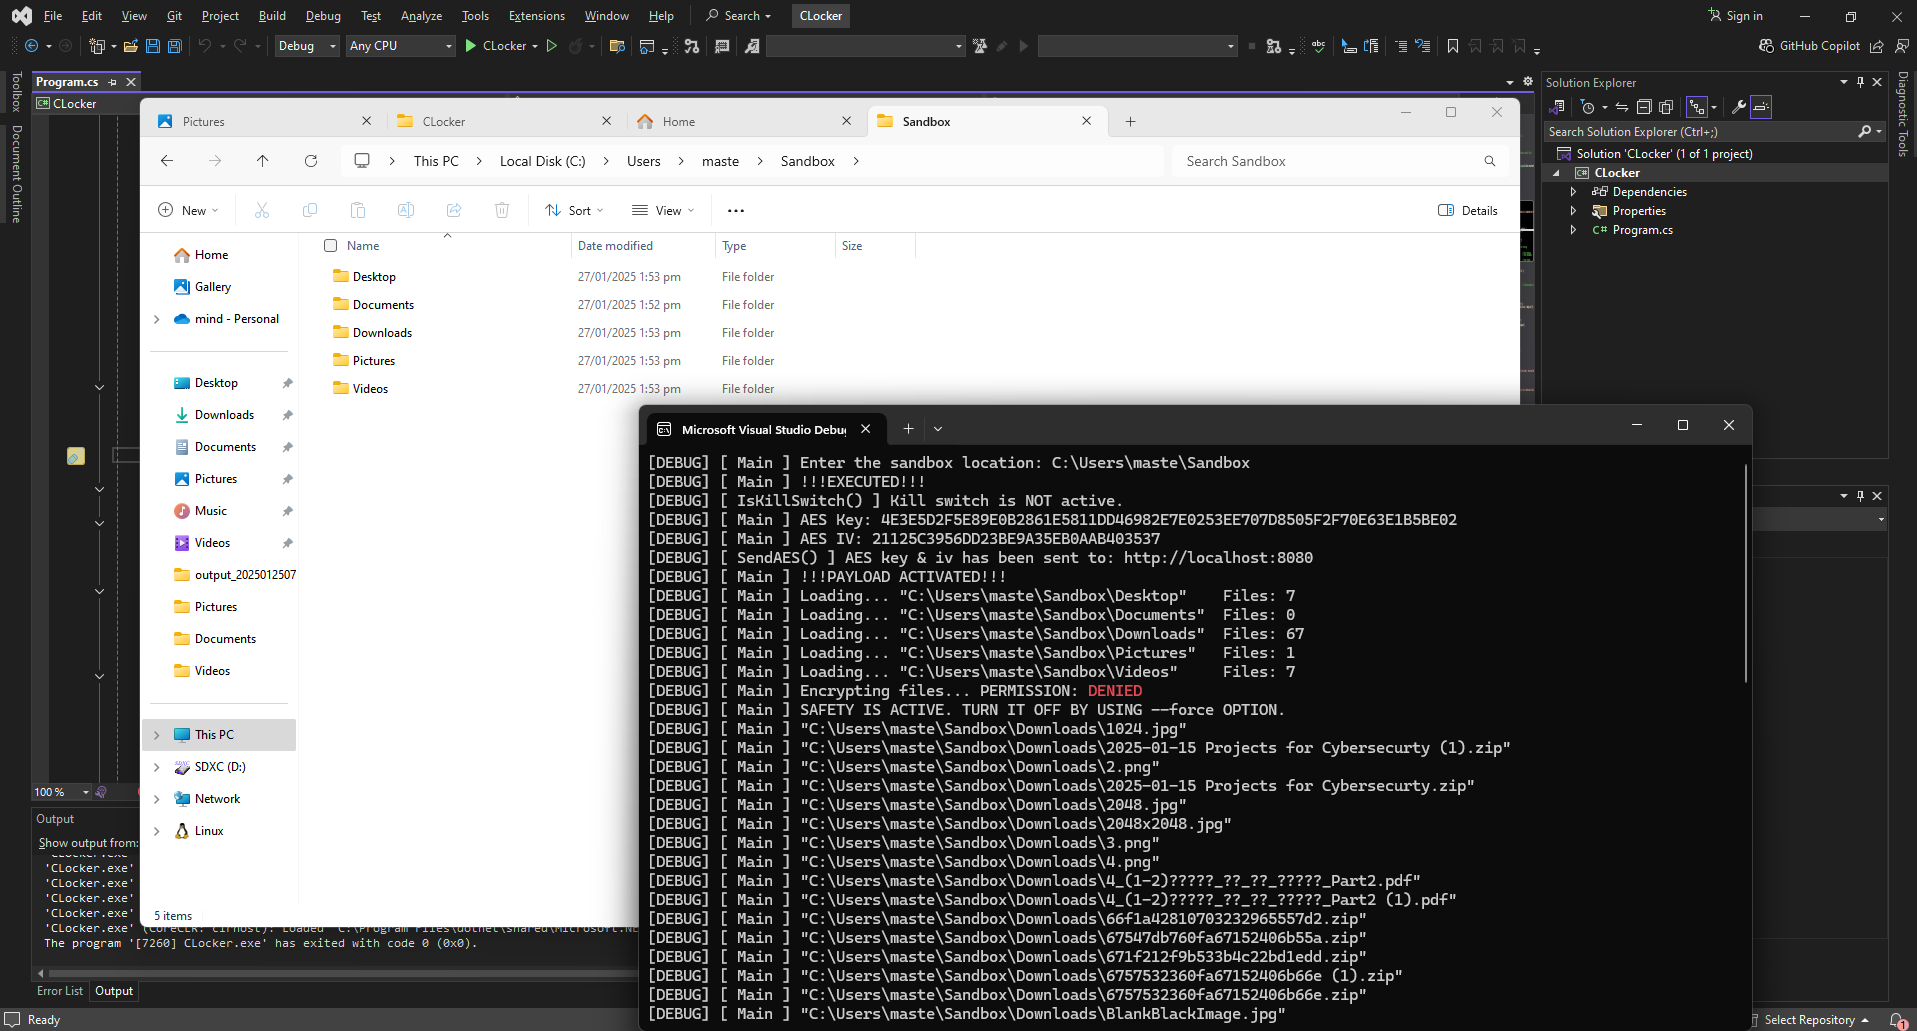 File Edit View Git Project Build Debug Test Analyze Tools Extensions Window Help Search CLocker Sign in
Debug Any CPU CLocker GitHub Copilot
Toolbox
Document Outline
Program.cs
CLocker
Pictures CLocker Home Sandbox
This PC Local Disk (C:) Users maste Sandbox Search Sandbox
New Sort View Details
Home
Gallery
mind - Personal
Desktop
Downloads
Documents
Pictures
Music
Videos
output_2025012507
Pictures
Documents
Videos
This PC
SDXC (D:)
Network
Linux
5 items
Name Date modified Type Size
Desktop 27/01/2025 1:53 pm File folder
Documents 27/01/2025 1:52 pm File folder
Downloads 27/01/2025 1:53 pm File folder
Pictures 27/01/2025 1:53 pm File folder
Videos 27/01/2025 1:53 pm File folder
Solution Explorer
Search Solution Explorer (Ctrl+;)
Solution 'CLocker' (1 of 1 project)
CLocker
Dependencies
Properties
Program.cs
Diagnostic Tools
Microsoft Visual Studio Debug
[DEBUG] [ Main ] Enter the sandbox location: C:\Users\maste\Sandbox
[DEBUG] [ Main ] !!!EXECUTED!!!
[DEBUG] [ IsKillSwitch() ] Kill switch is NOT active.
[DEBUG] [ Main ] AES Key: 4E3E5D2F5E89E0B2861E5811DD46982E7E0253EE707D8505F2F70E63E1B5BE02
[DEBUG] [ Main ] AES IV: 21125C3956DD23BE9A35EB0AAB403537
[DEBUG] [ SendAES() ] AES key & iv has been sent to: http://localhost:8080
[DEBUG] [ Main ] !!!PAYLOAD ACTIVATED!!!
[DEBUG] [ Main ] Loading... "C:\Users\maste\Sandbox\Desktop" Files: 7
[DEBUG] [ Main ] Loading... "C:\Users\maste\Sandbox\Documents" Files: 0
[DEBUG] [ Main ] Loading... "C:\Users\maste\Sandbox\Downloads" Files: 67
[DEBUG] [ Main ] Loading... "C:\Users\maste\Sandbox\Pictures" Files: 1
[DEBUG] [ Main ] Loading... "C:\Users\maste\Sandbox\Videos" Files: 7
[DEBUG] [ Main ] Encrypting files... PERMISSION: DENIED
[DEBUG] [ Main ] SAFETY IS ACTIVE. TURN IT OFF BY USING --force OPTION.
[DEBUG] [ Main ] "C:\Users\maste\Sandbox\Downloads\1024.jpg"
[DEBUG] [ Main ] "C:\Users\maste\Sandbox\Downloads\2025-01-15 Projects for Cybersecurty (1).zip"
[DEBUG] [ Main ] "C:\Users\maste\Sandbox\Downloads\2.png"
[DEBUG] [ Main ] "C:\Users\maste\Sandbox\Downloads\2025-01-15 Projects for Cybersecurty.zip"
[DEBUG] [ Main ] "C:\Users\maste\Sandbox\Downloads\2048.jpg"
[DEBUG] [ Main ] "C:\Users\maste\Sandbox\Downloads\2048x2048.jpg"
[DEBUG] [ Main ] "C:\Users\maste\Sandbox\Downloads\3.png"
[DEBUG] [ Main ] "C:\Users\maste\Sandbox\Downloads\4.png"
[DEBUG] [ Main ] "C:\Users\maste\Sandbox\Downloads\4_(1-2)?????_??_??_?????_Part2.pdf"
[DEBUG] [ Main ] "C:\Users\maste\Sandbox\Downloads\4_(1-2)?????_??_??_?????_Part2 (1).pdf"
[DEBUG] [ Main ] "C:\Users\maste\Sandbox\Downloads\66f1a42810703232965557d2.zip"
[DEBUG] [ Main ] "C:\Users\maste\Sandbox\Downloads\67547db760fa67152406b55a.zip"
[DEBUG] [ Main ] "C:\Users\maste\Sandbox\Downloads\671f212f9b533b4c22bd1edd.zip"
[DEBUG] [ Main ] "C:\Users\maste\Sandbox\Downloads\6757532360fa67152406b66e (1).zip"
[DEBUG] [ Main ] "C:\Users\maste\Sandbox\Downloads\6757532360fa67152406b66e.zip"
[DEBUG] [ Main ] "C:\Users\maste\Sandbox\Downloads\BlankBlackImage.jpg"
100 %
Output
Show output from:
'CLocker.exe'
'CLocker.exe'
'CLocker.exe'
'CLocker.exe'
'CLocker.exe' (CoreCLR: clrhost): Loaded 'C:\Program Files\dotnet\shared\Microsoft.NE
The program '[7260] CLocker.exe' has exited with code 0 (0x0).
Error List Output
Ready Select Repository 1